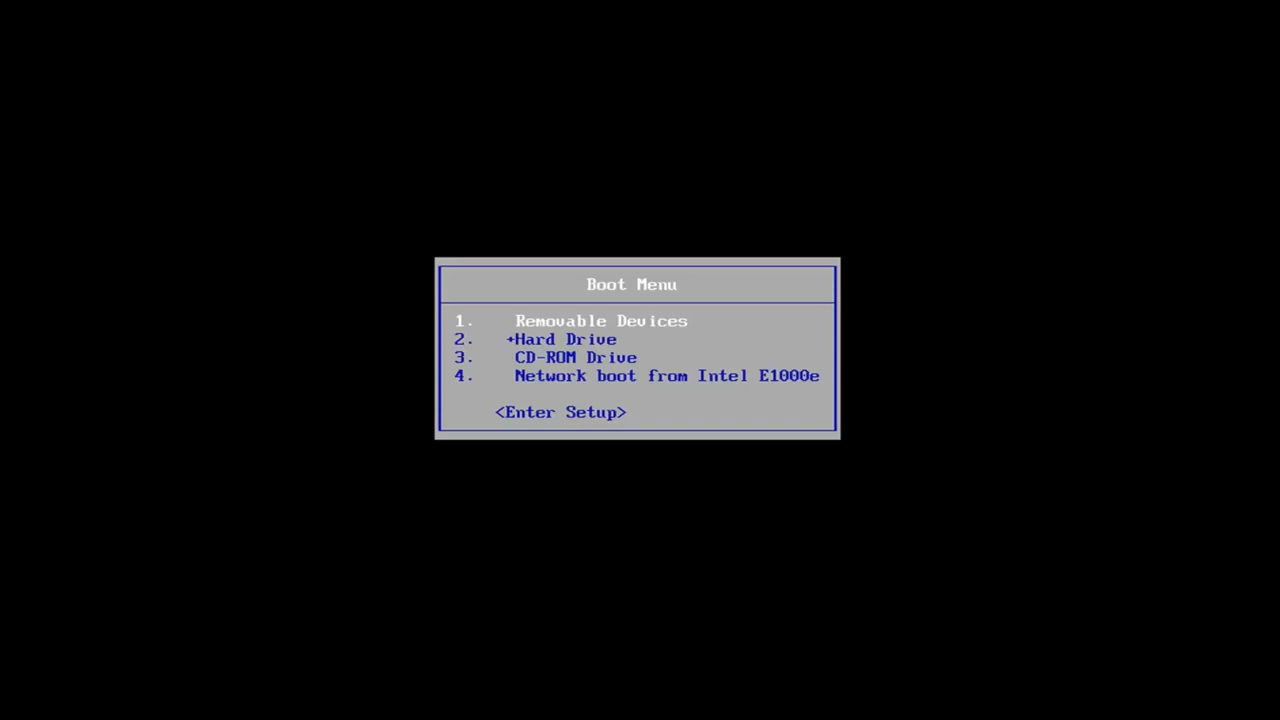 Boot Menu
1. Removable Devices
2. +Hard Drive
3. CD-ROM Drive
4. Network boot from Intel E1000e
<Enter Setup>